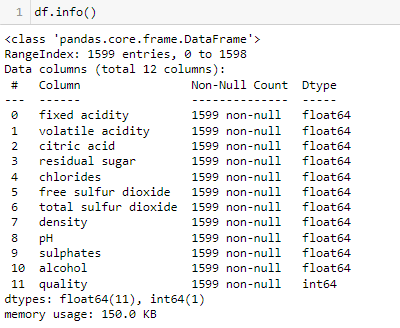 1 df.info()
<class 'pandas.core.frame.DataFrame'>
RangeIndex: 1599 entries, 0 to 1598
Data columns (total 12 columns):
 #   Column                Non-Null Count  Dtype
---  ------                --------------  -----
 0   fixed acidity         1599 non-null   float64
 1   volatile acidity      1599 non-null   float64
 2   citric acid           1599 non-null   float64
 3   residual sugar        1599 non-null   float64
 4   chlorides             1599 non-null   float64
 5   free sulfur dioxide   1599 non-null   float64
 6   total sulfur dioxide  1599 non-null   float64
 7   density               1599 non-null   float64
 8   pH                    1599 non-null   float64
 9   sulphates             1599 non-null   float64
 10  alcohol               1599 non-null   float64
 11  quality               1599 non-null   int64
dtypes: float64(11), int64(1)
memory usage: 150.0 KB